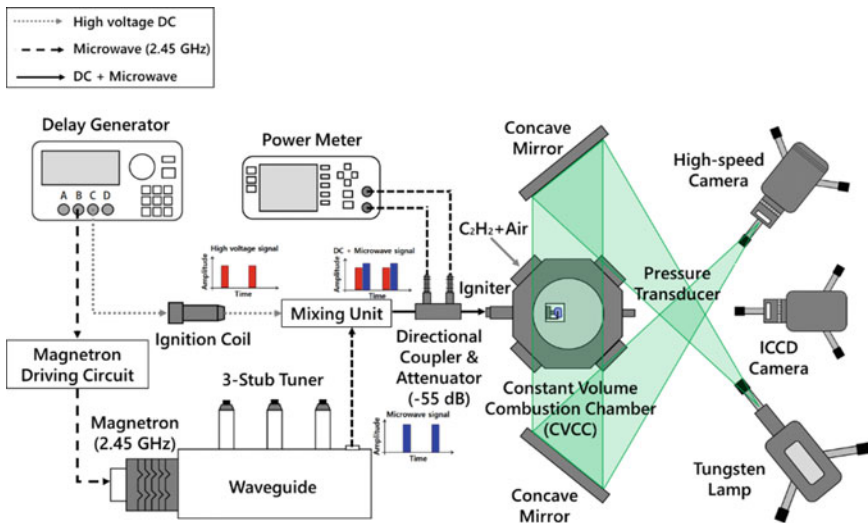 High voltage DC
Microwave (2.45 GHz)
DC + Microwave
Delay Generator
A B C D
Power Meter
Concave
Mirror
High-speed
Camera
C₂H₂+Air
High voltage signal
Amplitude
Time
DC + Microwave signal
Amplitude
Time
Igniter
Pressure
Transducer
Ignition Coil
Mixing Unit
Directional
Coupler &
Attenuator
(-55 dB)
ICCD
Camera
Magnetron
Driving Circuit
3-Stub Tuner
Constant Volume
Combustion Chamber
(CVCC)
Magnetron
(2.45 GHz)
Microwave signal
Amplitude
Time
Waveguide
Concave
Mirror
Tungsten
Lamp